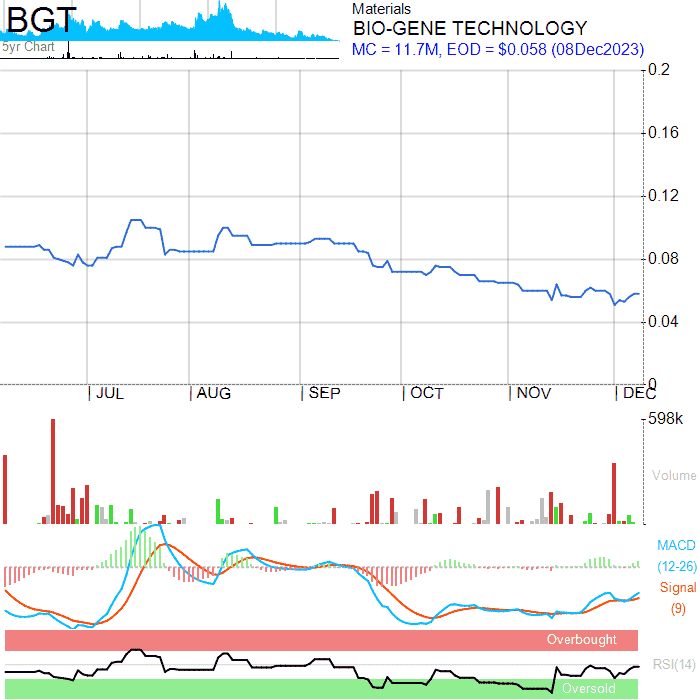 BGT
5yr Chart
Materials
BIO-GENE TECHNOLOGY
MC = 11.7M, EOD = $0.058 (08Dec2023)
0.2
0.16
0.12
0.08
0.04
0
JUL AUG SEP OCT NOV DEC
598k
Volume
MACD
(12-26)
Signal
(9)
Overbought
RSI(14)
Oversold